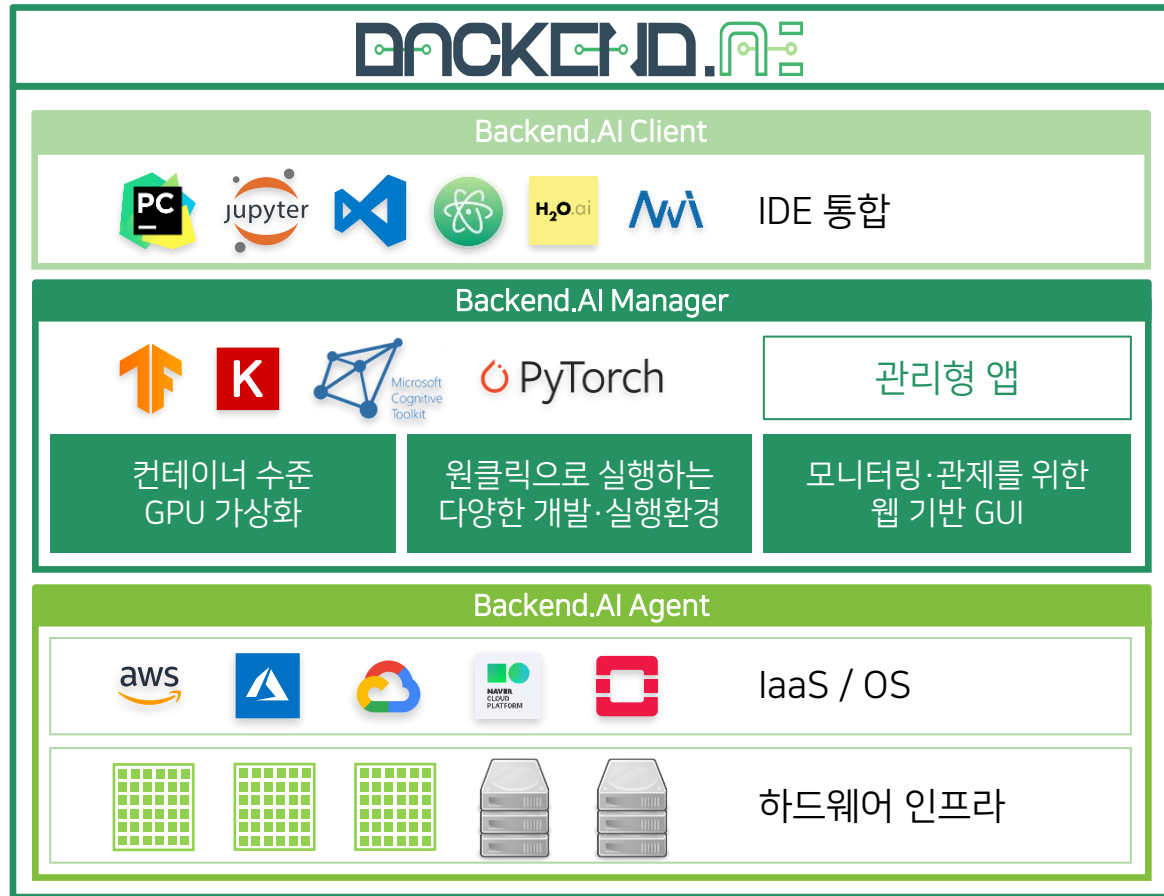 BACKEND.AI
Backend.AI Client
PC
jupyter
H2O.ai
IDE 통합
Backend.AI Manager
K
Microsoft
Cognitive
Toolkit
PyTorch
관리형 앱
컨테이너 수준
GPU 가상화
원클릭으로 실행하는
다양한 개발·실행환경
모니터링·관제를 위한
웹 기반 GUI
Backend.AI Agent
aws
NAVER
CLOUD
PLATFORM
IaaS / OS
하드웨어 인프라